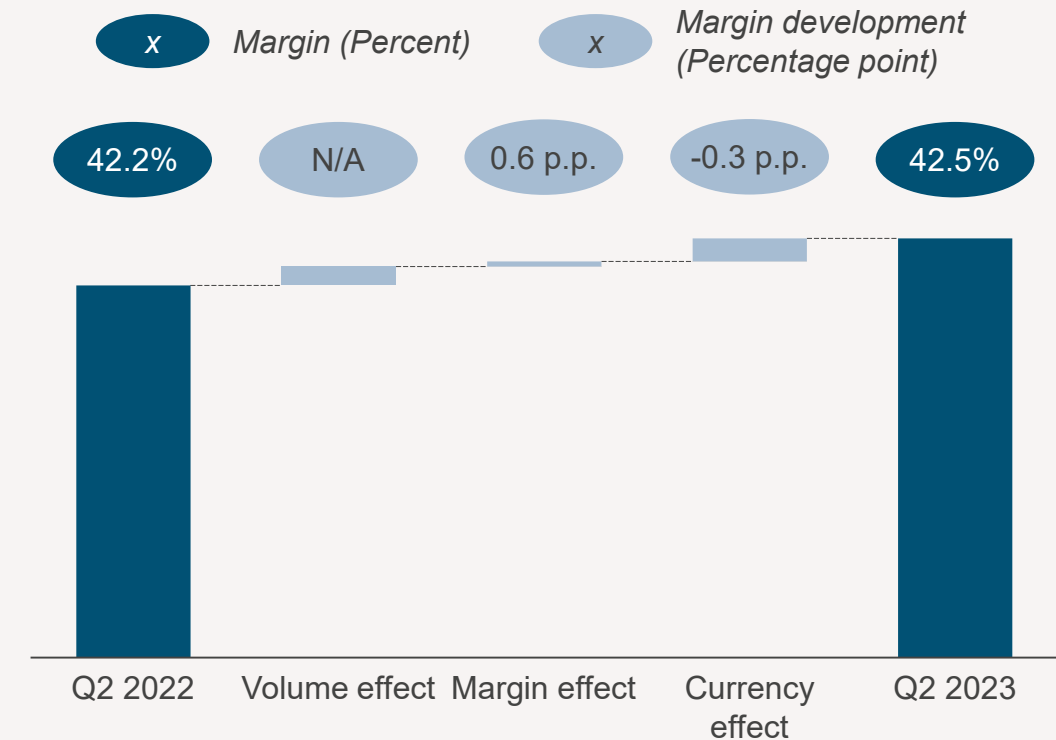 x Margin (Percent)
x Margin development
(Percentage point)
42.2% N/A 0.6 p.p. -0.3 p.p. 42.5%
Q2 2022 Volume effect Margin effect Currency
effect
Q2 2023